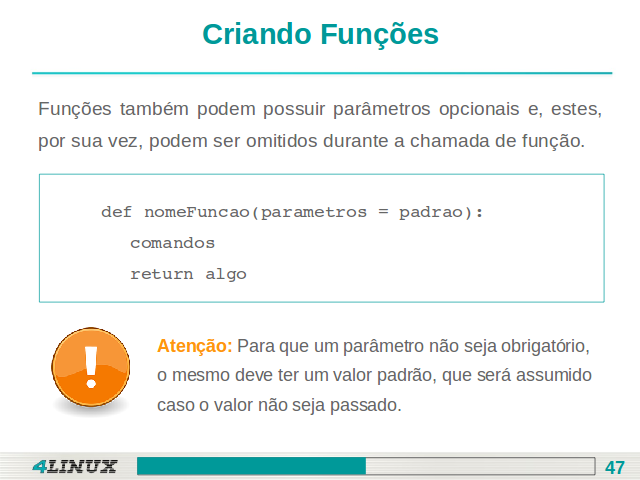 Criando Funções
Funções também podem possuir parâmetros opcionais e, estes,
por sua vez, podem ser omitidos durante a chamada de função.
def nomeFuncao(parametros = padrao):
comandos
return algo
Atenção: Para que um parâmetro não seja obrigatório,
o mesmo deve ter um valor padrão, que será assumido
caso o valor não seja passado.
4LINUX
47